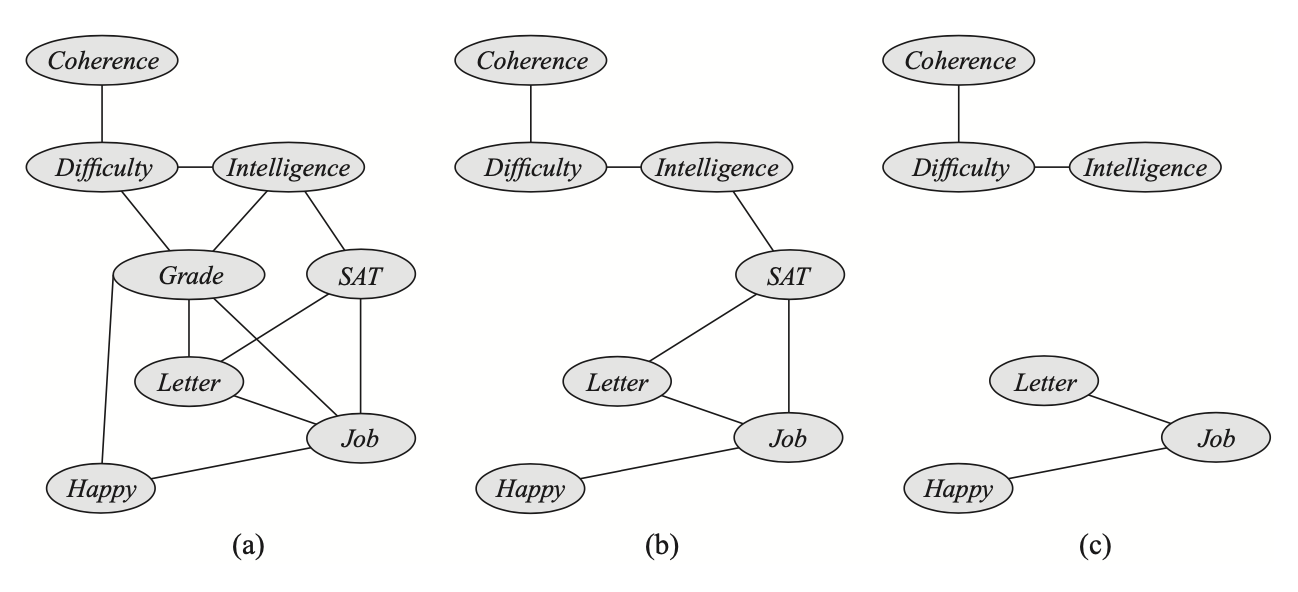 Coherence
Difficulty
Intelligence
Grade
SAT
Letter
Job
Happy
(a)
Coherence
Difficulty
Intelligence
SAT
Letter
Job
Happy
(b)
Coherence
Difficulty
Intelligence
Letter
Job
Happy
(c)